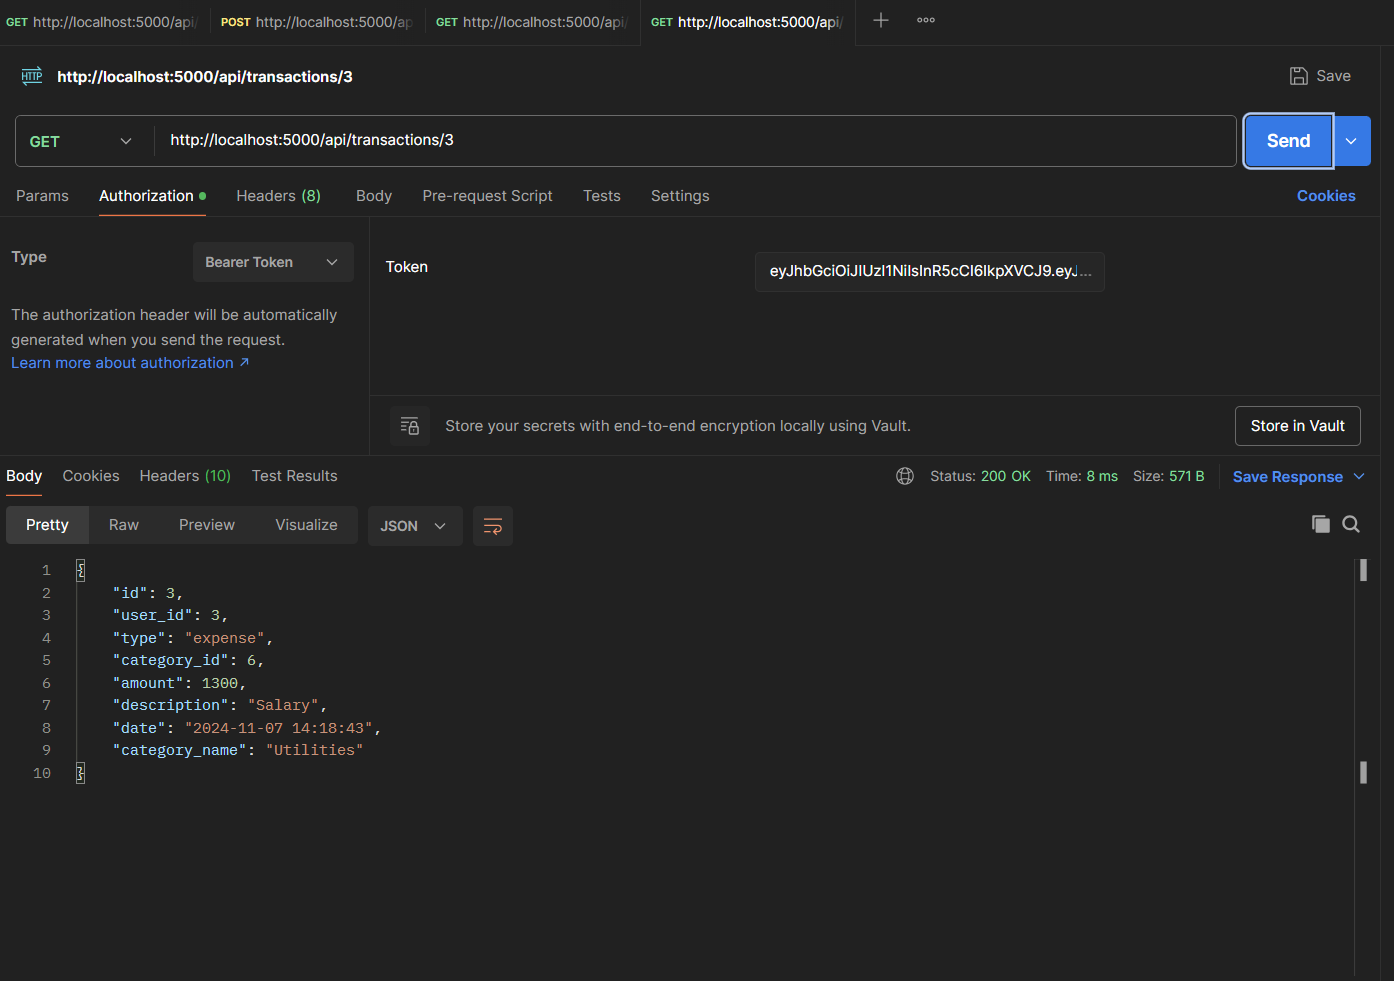 GET http://localhost:5000/api/ POST http://localhost:5000/ap GET http://localhost:5000/api/ GET http://localhost:5000/api/
HTTP http://localhost:5000/api/transactions/3 Save
GET http://localhost:5000/api/transactions/3 Send
Params Authorization Headers (8) Body Pre-request Script Tests Settings Cookies
Type Bearer Token
Token eyJhbGciOiJIUzI1NiIsInR5cCI6IkpXVCJ9.eyJ...
The authorization header will be automatically
generated when you send the request.
Learn more about authorization ↗
Store your secrets with end-to-end encryption locally using Vault. Store in Vault
Body Cookies Headers (10) Test Results Status: 200 OK Time: 8 ms Size: 571 B Save Response
Pretty Raw Preview Visualize JSON
1 {
2 "id": 3,
3 "user_id": 3,
4 "type": "expense",
5 "category_id": 6,
6 "amount": 1300,
7 "description": "Salary",
8 "date": "2024-11-07 14:18:43",
9 "category_name": "Utilities"
10 }